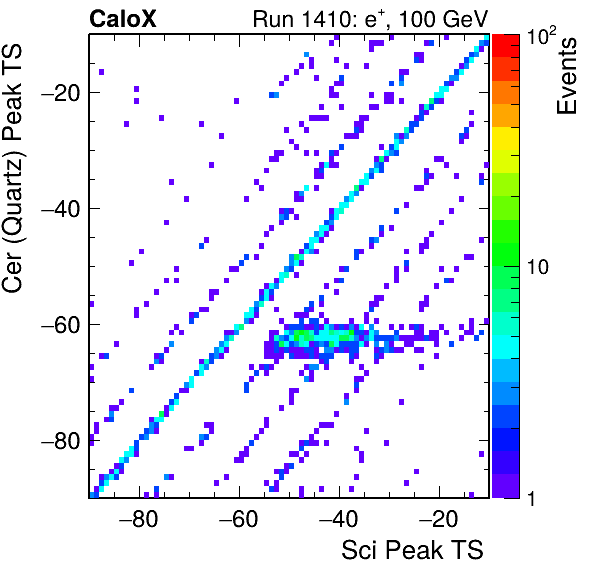 CaloX Run 1410: e⁺, 100 GeV
Cer (Quartz) Peak TS
−20
−40
−60
−80
−80 −60 −40 −20
Sci Peak TS
10²
10
1
Events